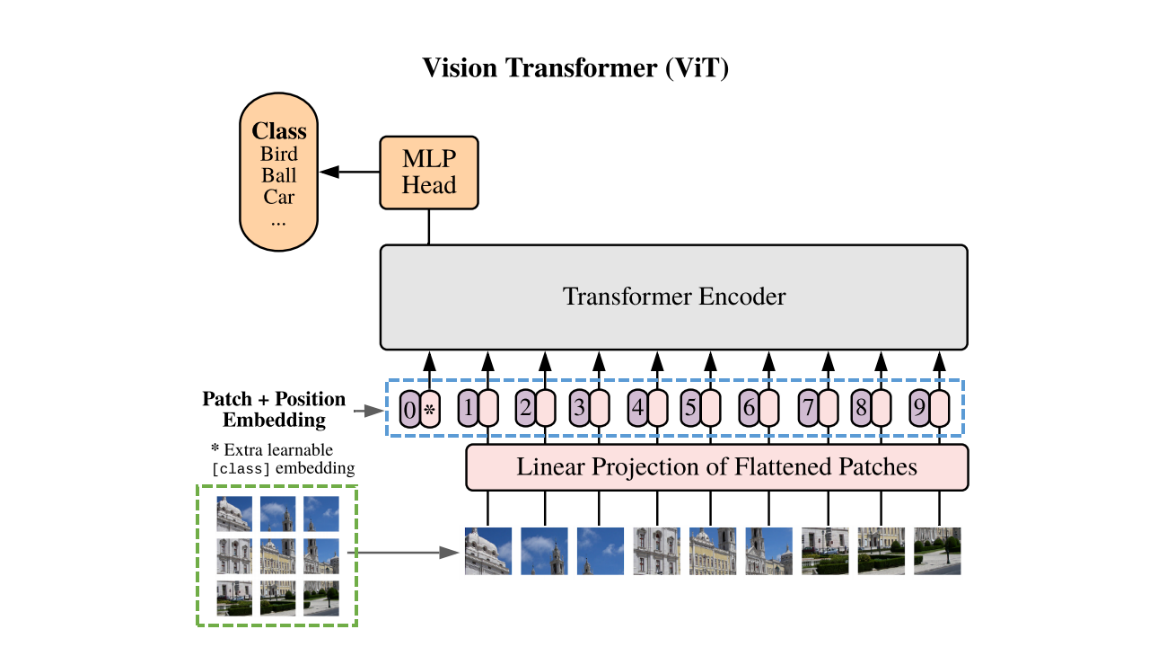 Vision Transformer (ViT)
Class
Bird
Ball
Car
...
MLP
Head
Transformer Encoder
Patch + Position
Embedding
0 * 1 2 3 4 5 6 7 8 9
* Extra learnable
[class] embedding
Linear Projection of Flattened Patches